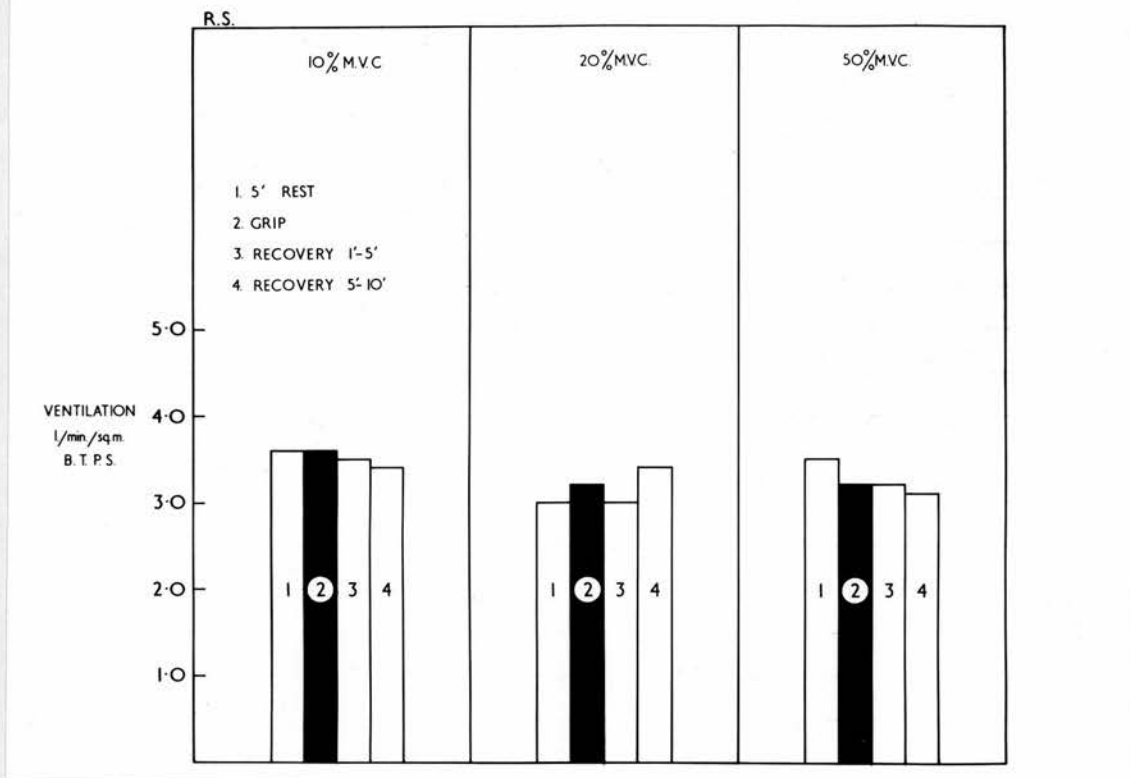 R.S.
10% M.V.C
20% M.V.C.
50% M.V.C.
1. 5' REST
2. GRIP
3. RECOVERY 1'-5'
4. RECOVERY 5'-10'
5·0
VENTILATION
l/min./sq.m.
B.T.P.S.
4·0
3·0
2·0
1·0
1 2 3 4
1 2 3 4
1 2 3 4